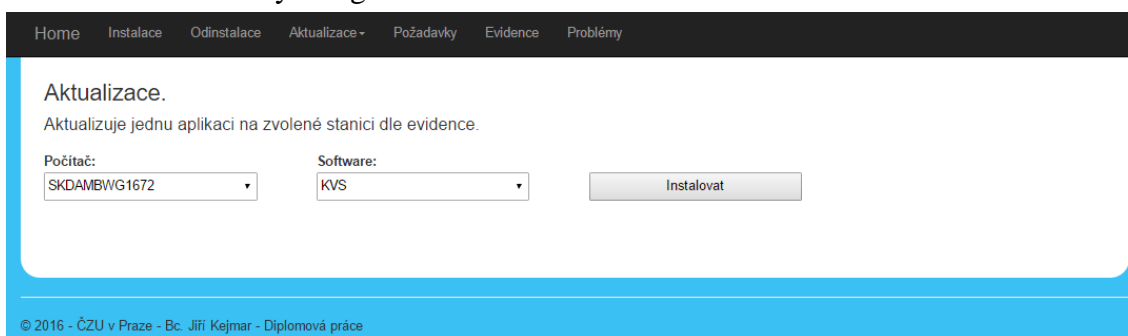 Home Instalace Odinstalace Aktualizace Požadavky Evidence Problémy
Aktualizace.
Aktualizuje jednu aplikaci na zvolené stanici dle evidence.
Počítač: Software:
SKDAMBWG1672 KVS Instalovat
© 2016 - ČZU v Praze - Bc. Jiří Kejmar - Diplomová práce